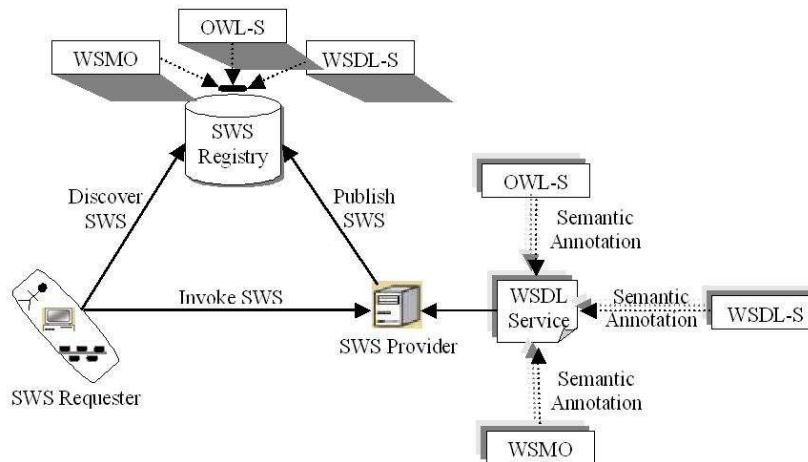 OWL-S
WSMO
WSDL-S
SWS
Registry
Discover
SWS
Publish
SWS
OWL-S
Semantic
Annotation
Invoke SWS
WSDL
Service
Semantic
Annotation
WSDL-S
SWS Provider
SWS Requester
Semantic
Annotation
WSMO